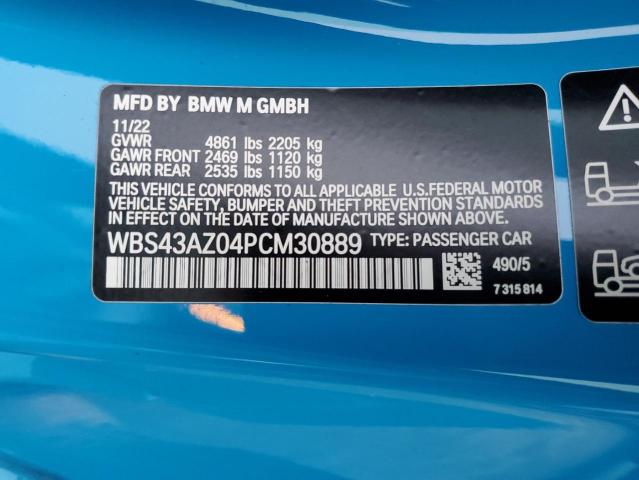 MFD BY BMW M GMBH
11/22
GVWR 4861 lbs 2205 kg
GAWR FRONT 2469 lbs 1120 kg
GAWR REAR 2535 lbs 1150 kg
THIS VEHICLE CONFORMS TO ALL APPLICABLE U.S.FEDERAL MOTOR
VEHICLE SAFETY, BUMPER AND THEFT PREVENTION STANDARDS
IN EFFECT ON THE DATE OF MANUFACTURE SHOWN ABOVE.
WBS43AZ04PCM30889 TYPE: PASSENGER CAR
490/5
7 315 814